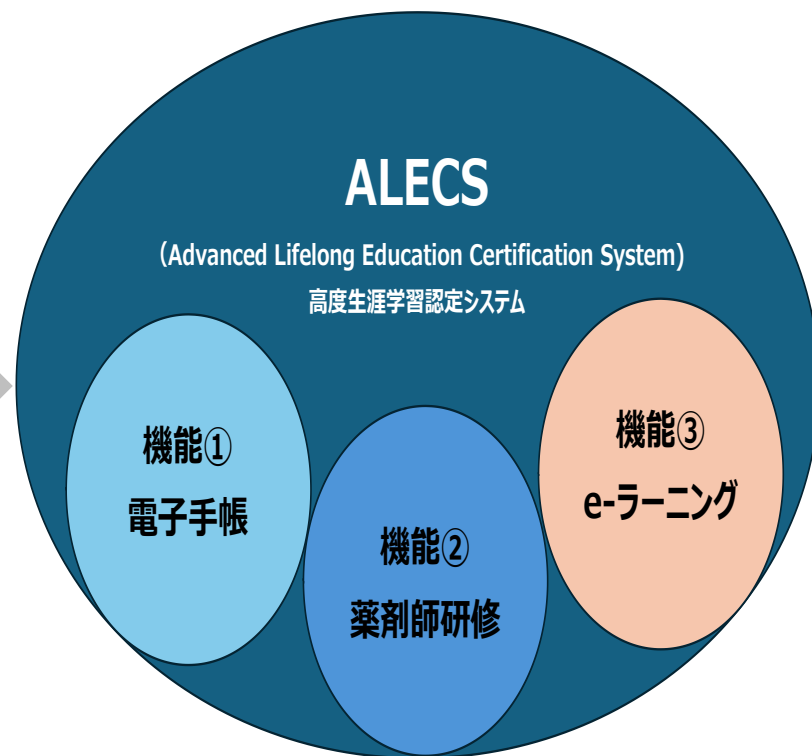 ALECS
（Advanced Lifelong Education Certification System)
高度生涯学習認定システム
機能①
電子手帳
機能②
薬剤師研修
機能③
e-ラーニング